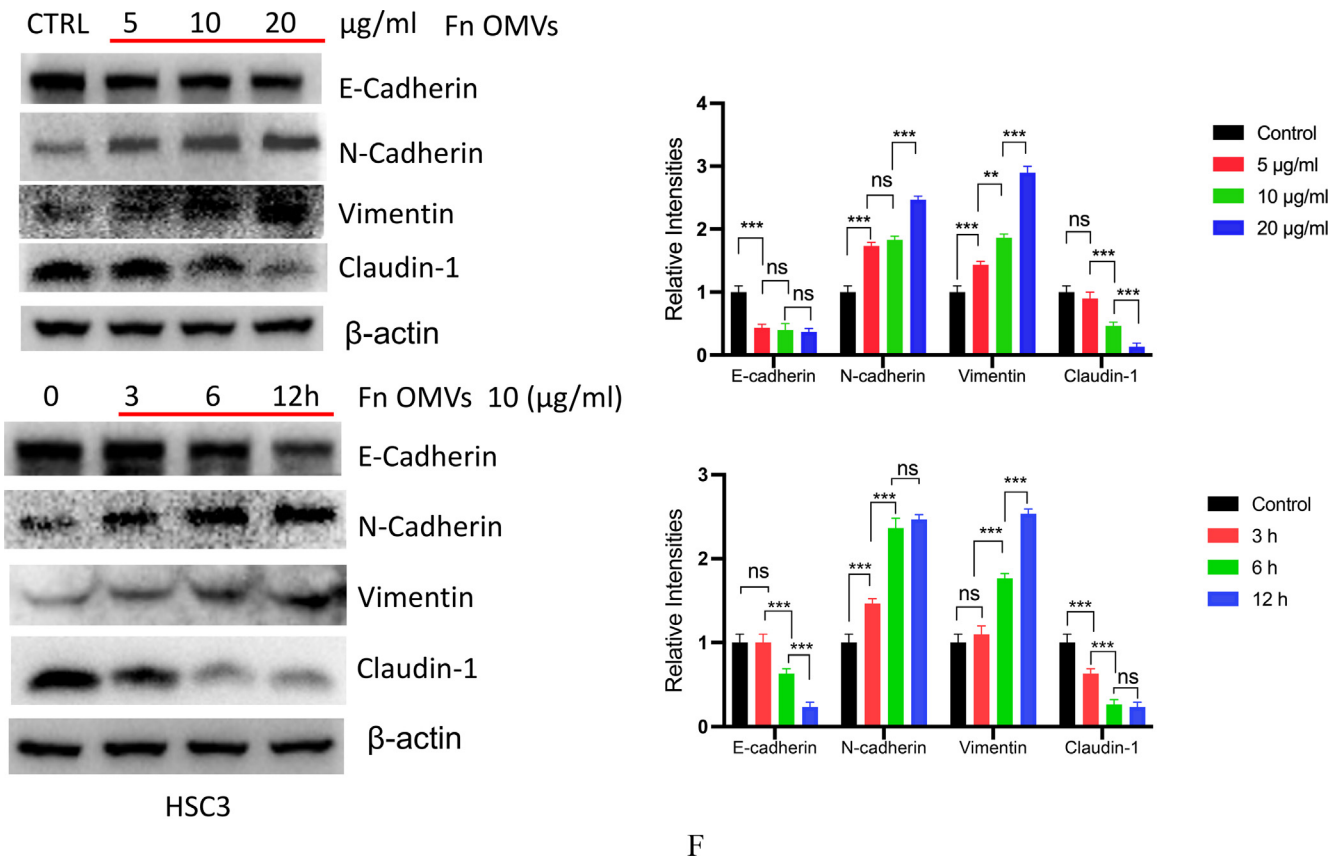 CTRL 5 10 20 µg/ml Fn OMVs
E-Cadherin
N-Cadherin
Vimentin
Claudin-1
β-actin
0 3 6 12h Fn OMVs 10 (µg/ml)
E-Cadherin
N-Cadherin
Vimentin
Claudin-1
β-actin
HSC3
Relative Intensities
4
3
2
1
0
*** ns ns
*** ns ***
*** ** ***
ns *** ***
E-cadherin N-cadherin Vimentin Claudin-1
Control
5 µg/ml
10 µg/ml
20 µg/ml
Relative Intensities
3
2
1
0
ns *** ***
*** *** ns
ns *** ***
*** *** ns
E-cadherin N-cadherin Vimentin Claudin-1
Control
3 h
6 h
12 h
F